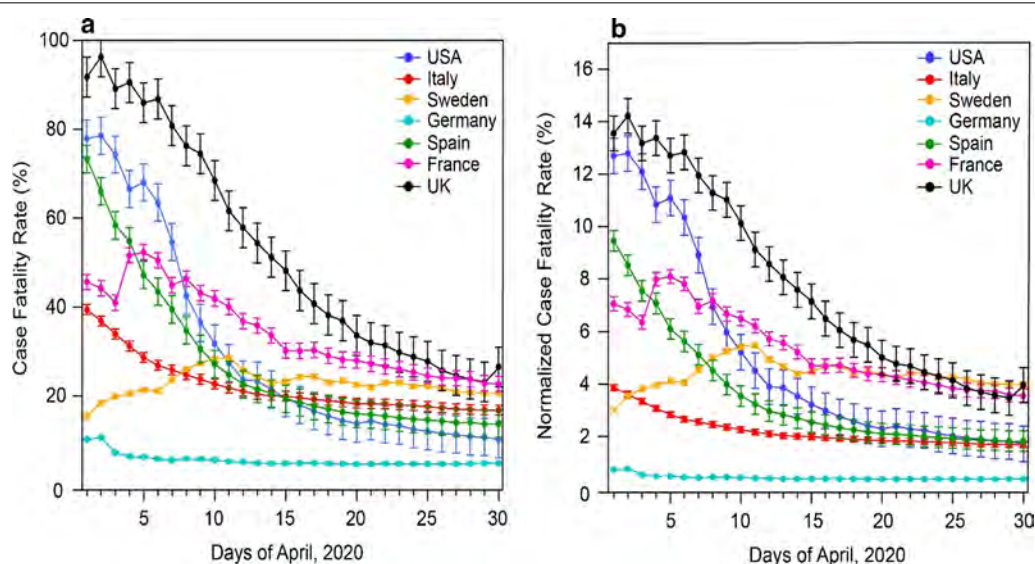 a
Case Fatality Rate (%)
100
80
60
40
20
0
5
10
15
20
25
30
Days of April, 2020
USA
Italy
Sweden
Germany
Spain
France
UK
b
Normalized Case Fatality Rate (%)
16
14
12
10
8
6
4
2
0
5
10
15
20
25
30
Days of April, 2020
USA
Italy
Sweden
Germany
Spain
France
UK